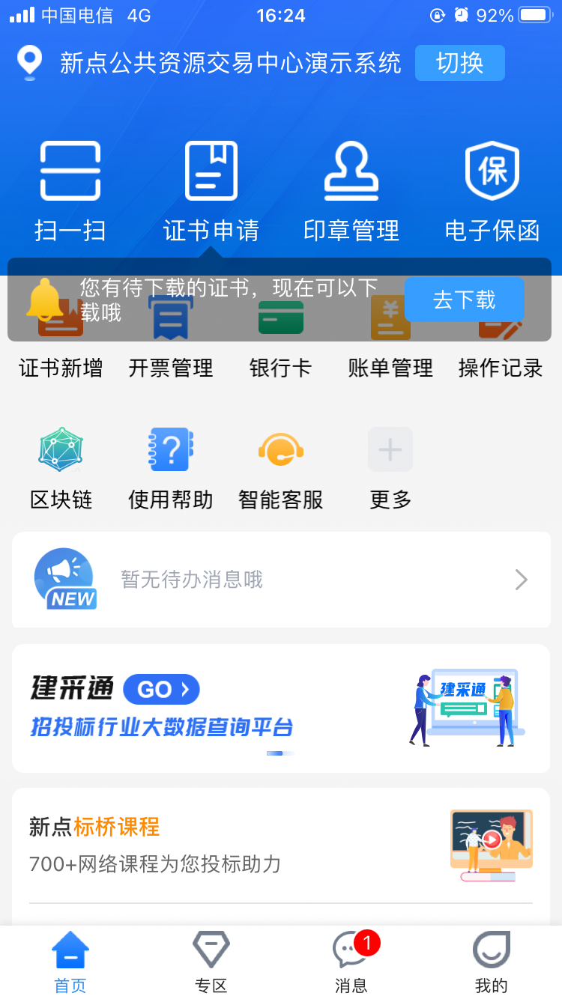 中国电信 4G 16:24 92%
新点公共资源交易中心演示系统 切换
保
扫一扫 证书申请 印章管理 电子保函
您有待下载的证书，现在可以下
载哦
去下载
¥
证书新增 开票管理 银行卡 账单管理 操作记录
?
区块链 使用帮助 智能客服 更多
NEW
暂无待办消息哦
建采通 GO
建采通
招投标行业大数据查询平台
新点标桥课程
700+网络课程为您投标助力
1
首页 专区 消息 我的